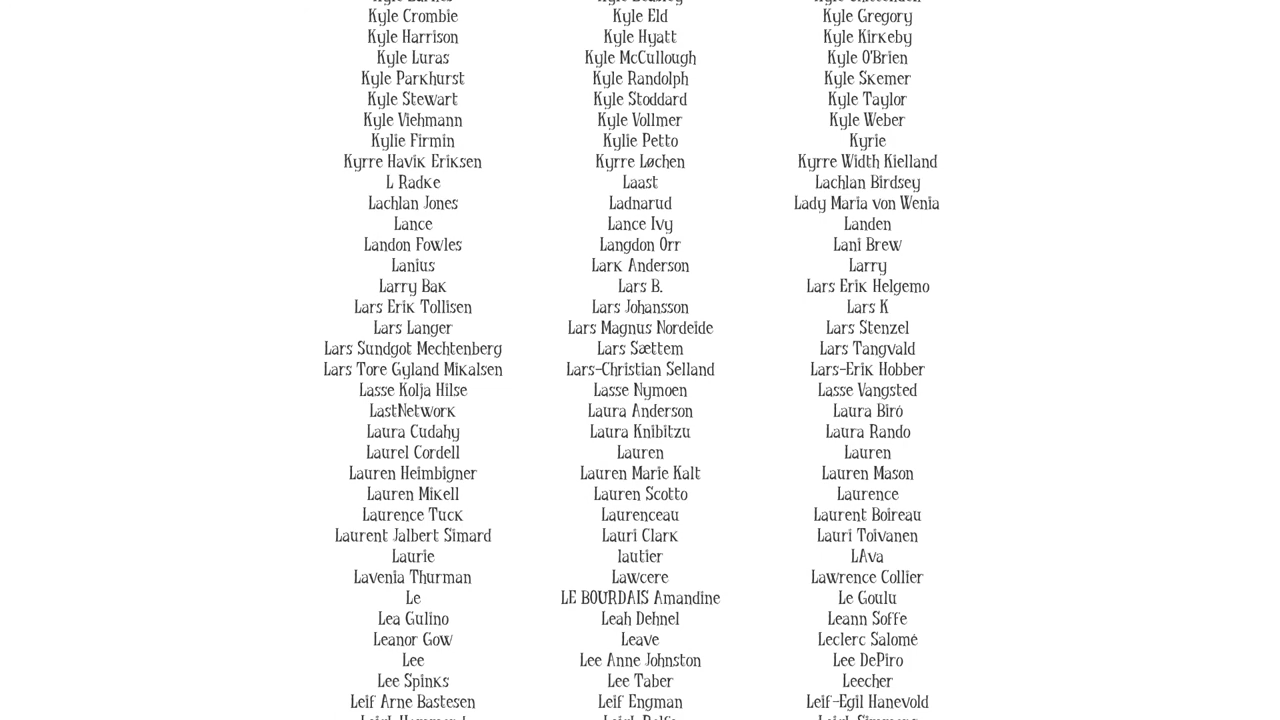 Kyle Crombie Kyle Eld Kyle Gregory
Kyle Harrison Kyle Hyatt Kyle Kirkeby
Kyle Luras Kyle McCullough Kyle O'Brien
Kyle Parkhurst Kyle Randolph Kyle Skemer
Kyle Stewart Kyle Stoddard Kyle Taylor
Kyle Viehmann Kyle Vollmer Kyle Weber
Kylie Firmin Kylie Petto Kyrie
Kyrre Havik Eriksen Kyrre Løchen Kyrre Width Kielland
L Radke Laast Lachlan Birdsey
Lachlan Jones Ladnarud Lady Maria von Wenia
Lance Lance Ivy Landen
Landon Fowles Langdon Orr Lani Brew
Lanius Lark Anderson Larry
Larry Bak Lars B. Lars Erik Helgemo
Lars Erik Tollisen Lars Johansson Lars K
Lars Langer Lars Magnus Nordeide Lars Stenzel
Lars Sundgot Mechtenberg Lars Sættem Lars Tangvald
Lars Tore Gyland Mikalsen Lars-Christian Selland Lars-Erik Hobber
Lasse Kolja Hilse Lasse Nymoen Lasse Vangsted
LastNetwork Laura Anderson Laura Biró
Laura Cudahy Laura Knibitzu Laura Rando
Laurel Cordell Lauren Lauren
Lauren Heimbigner Lauren Marie Kalt Lauren Mason
Lauren Mikell Lauren Scotto Laurence
Laurence Tuck Laurenceau Laurent Boireau
Laurent Jalbert Simard Lauri Clark Lauri Toivanen
Laurie lautier LAva
Lavenia Thurman Lawcere Lawrence Collier
Le LE BOURDAIS Amandine Le Goulu
Lea Gulino Leah Dehnel Leann Soffe
Leanor Gow Leave Leclerc Salomé
Lee Lee Anne Johnston Lee DePiro
Lee Spinks Lee Taber Leecher
Leif Arne Bastesen Leif Engman Leif-Egil Hanevold